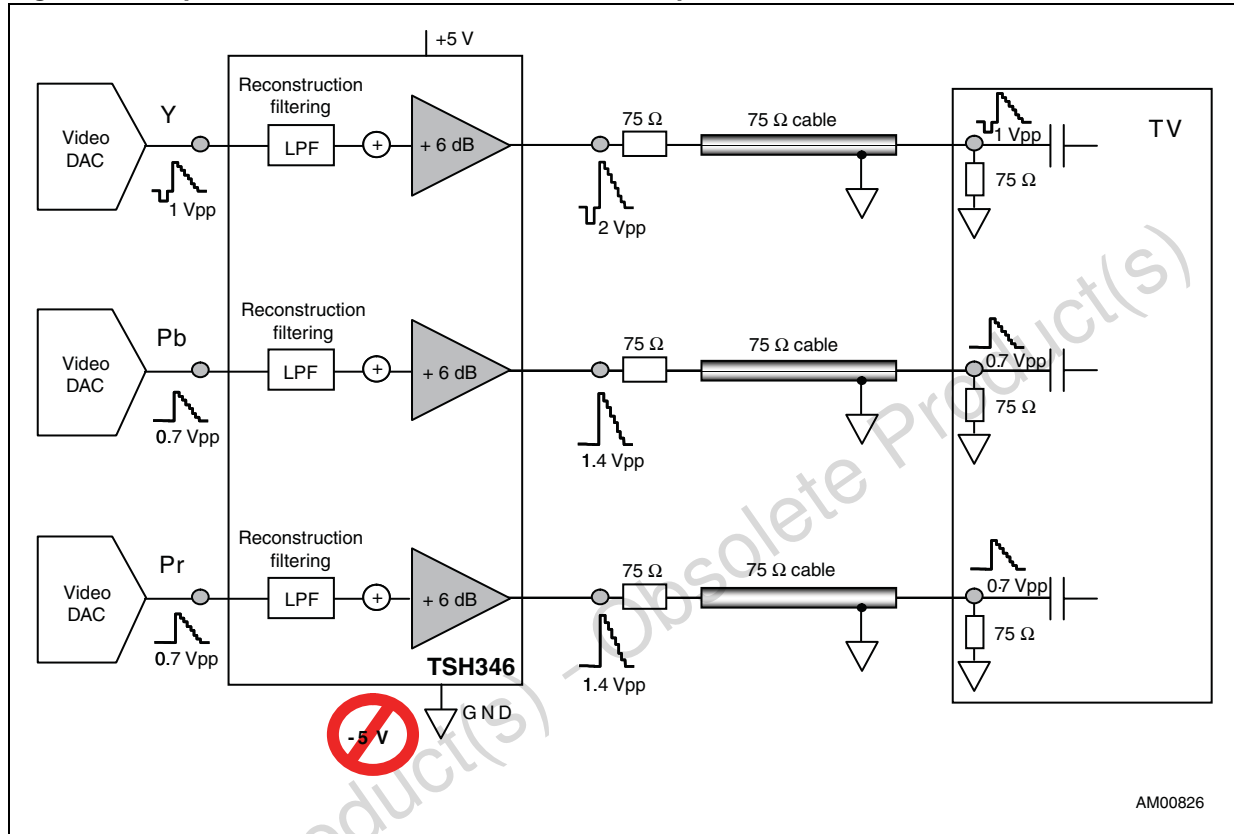 +5 V
Reconstruction
filtering
Video
DAC
Y
LPF
+
+ 6 dB
75 Ω
75 Ω cable
1 Vpp
TV
75 Ω
1 Vpp
2 Vpp
Reconstruction
filtering
Video
DAC
Pb
LPF
+
+ 6 dB
75 Ω
75 Ω cable
0.7 Vpp
75 Ω
0.7 Vpp
1.4 Vpp
Reconstruction
filtering
Video
DAC
Pr
LPF
+
+ 6 dB
75 Ω
75 Ω cable
0.7 Vpp
75 Ω
0.7 Vpp
1.4 Vpp
TSH346
GND
-5 V
AM00826
oduct(s) - Obsolete Product(s)